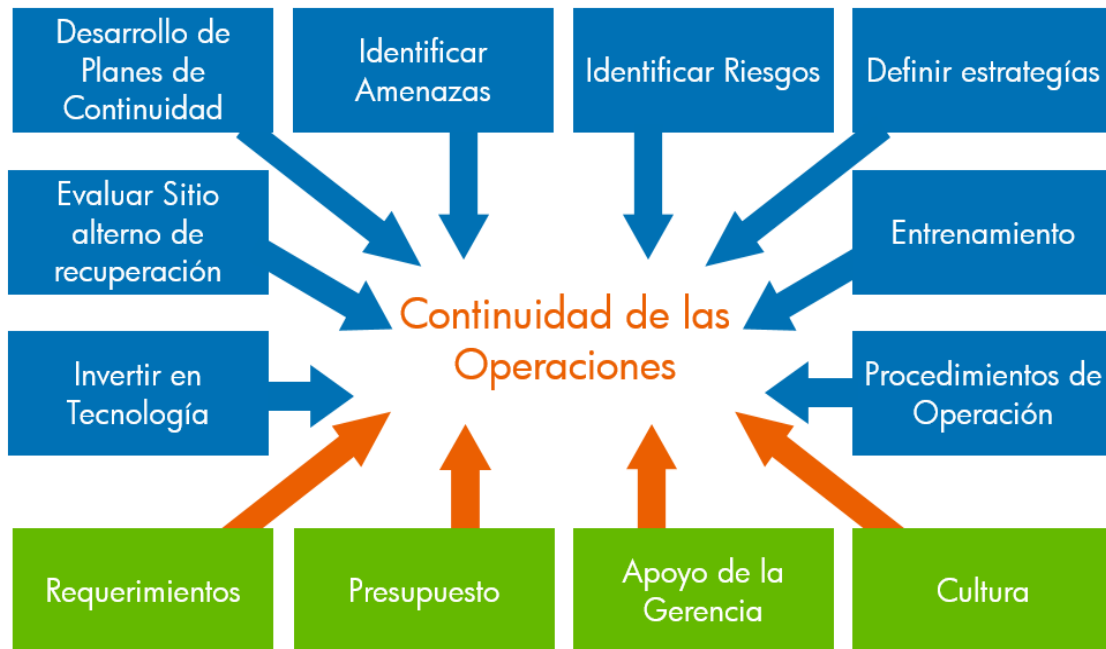 Desarrollo de
Planes de
Continuidad
Identificar
Amenazas
Identificar Riesgos
Definir estrategías
Evaluar Sitio
alterno de
recuperación
Entrenamiento
Continuidad de las
Operaciones
Invertir en
Tecnología
Procedimientos de
Operación
Requerimientos
Presupuesto
Apoyo de la
Gerencia
Cultura